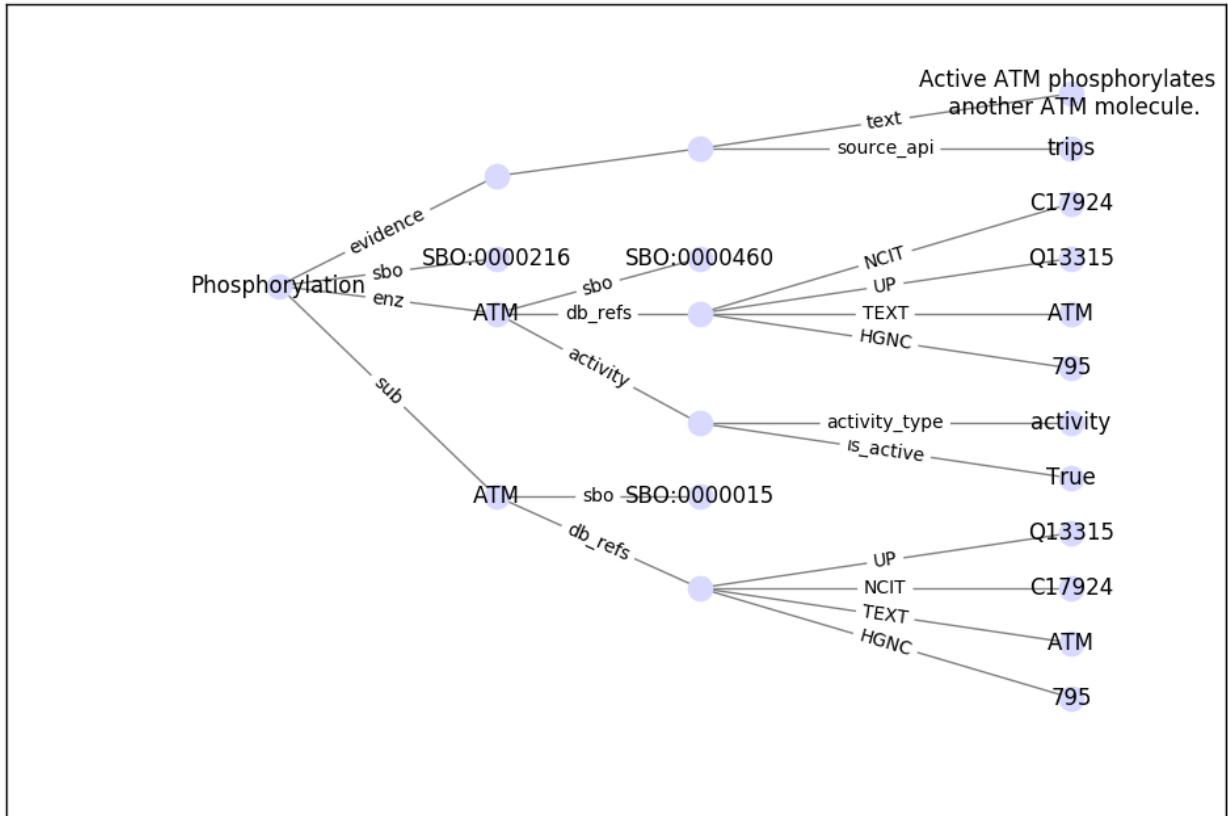 Active ATM phosphorylates
another ATM molecule.
text
source_api
trips
C17924
evidence
NCIT
SBO:0000216
SBO:0000460
Q13315
sbo
sbo
UP
Phosphorylation
enz
ATM
db_refs
TEXT
ATM
HGNC
activity
795
sub
activity_type
activity
is_active
True
ATM
sbo
SBO:0000015
Q13315
db_refs
UP
NCIT
C17924
TEXT
HGNC
ATM
795